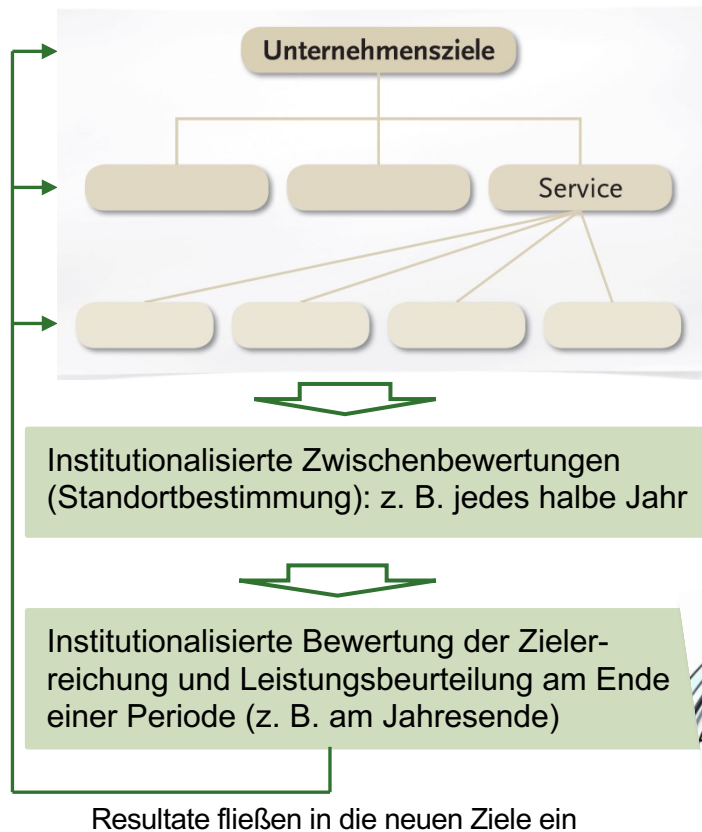 Unternehmensziele
Service
Institutionalisierte Zwischenbewertungen
(Standortbestimmung): z. B. jedes halbe Jahr
Institutionalisierte Bewertung der Zieler-
reichung und Leistungsbeurteilung am Ende
einer Periode (z. B. am Jahresende)
Resultate fließen in die neuen Ziele ein